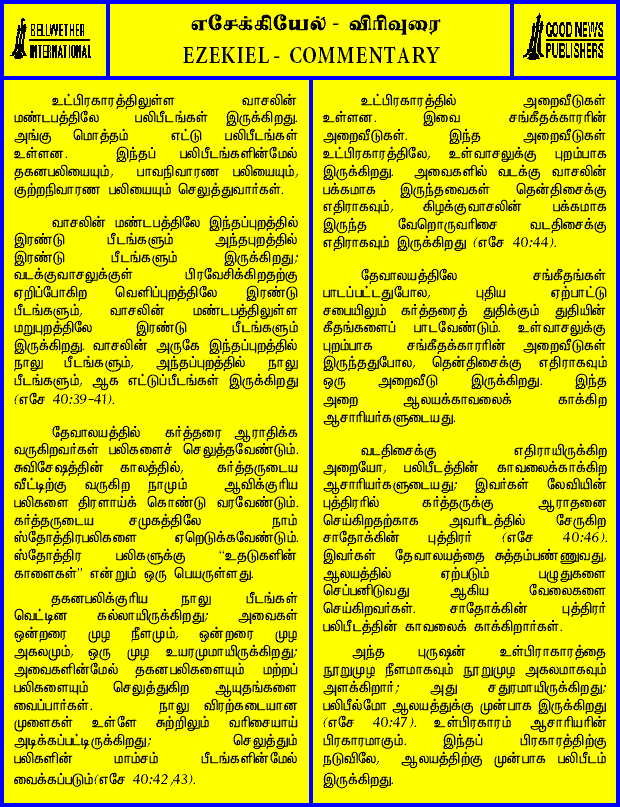 BELLWETHER
INTERNATIONAL
எசேக்கியேல் - விரிவுரை
EZEKIEL - COMMENTARY
GOOD NEWS
PUBLISHERS
உட்பிரகாரத்திலுள்ள வாசலின்
மண்டபத்திலே பலிபீடங்கள் இருக்கிறது.
அங்கு மொத்தம் எட்டு பலிபீடங்கள்
உள்ளன. இந்தப் பலிபீடங்களின்மேல்
தகனபலியையும், பாவநிவாரண பலியையும்,
குற்றநிவாரண பலியையும் செலுத்துவார்கள்.
வாசலின் மண்டபத்திலே இந்தப்புறத்தில்
இரண்டு பீடங்களும் அந்தபுறத்தில்
இரண்டு பீடங்களும் இருக்கிறது;
வடக்குவாசலுக்குள் பிரவேசிக்கிறதற்கு
ஏறிப்போகிற வெளிப்புறத்திலே இரண்டு
பீடங்களும், வாசலின் மண்டபத்திலுள்ள
மறுபுறத்திலே இரண்டு பீடங்களும்
இருக்கிறது. வாசலின் அருகே இந்தப்புறத்தில்
நாலு பீடங்களும், அந்தப்புறத்தில் நாலு
பீடங்களும், ஆக எட்டுப்பீடங்கள் இருக்கிறது
(எசே 40:39-41).
தேவாலயத்தில் கர்த்தரை ஆராதிக்க
வருகிறவர்கள் பலிகளைச் செலுத்தவேண்டும்.
சுவிசேஷத்தின் காலத்தில், கர்த்தருடைய
வீட்டிற்கு வருகிற நாமும் ஆவிக்குரிய
பலிகளை திரளாய்க் கொண்டு வரவேண்டும்.
கர்த்தருடைய சமுகத்திலே நாம்
ஸ்தோத்திரபலிகளை ஏறெடுக்கவேண்டும்.
ஸ்தோத்திர பலிகளுக்கு "உதடுகளின்
காளைகள்" என்றும் ஒரு பெயருள்ளது.
தகனபலிக்குரிய நாலு பீடங்கள்
வெட்டின கல்லாயிருக்கிறது; அவைகள்
ஒன்றரை முழ நீளமும், ஒன்றரை முழ
அகலமும், ஒரு முழ உயரமுமாயிருக்கிறது;
அவைகளின்மேல் தகனபலிகளையும் மற்றப்
பலிகளையும் செலுத்துகிற ஆயுதங்களை
வைப்பார்கள். நாலு விரற்கடையான
முளைகள் உள்ளே சுற்றிலும் வரிசையாய்
அடிக்கப்பட்டிருக்கிறது; செலுத்தும்
பலிகளின் மாம்சம் பீடங்களின்மேல்
வைக்கப்படும்(எசே 40:42,43).
உட்பிரகாரத்தில் அறைவீடுகள்
உள்ளன. இவை சங்கீதக்காரரின்
அறைவீடுகள். இந்த அறைவீடுகள்
உட்பிரகாரத்திலே, உள்வாசலுக்கு புறம்பாக
இருக்கிறது. அவைகளில் வடக்கு வாசலின்
பக்கமாக இருந்தவைகள் தென்திசைக்கு
எதிராகவும், கிழக்குவாசலின் பக்கமாக
இருந்த வேறொருவரிசை வடதிசைக்கு
எதிராகவும் இருக்கிறது (எசே 40:44).
தேவாலயத்திலே சங்கீதங்கள்
பாடப்பட்டதுபோல, புதிய ஏற்பாட்டு
சபையிலும் கர்த்தரைத் துதிக்கும் துதியின்
கீதங்களைப் பாடவேண்டும். உள்வாசலுக்கு
புறம்பாக சங்கீதக்காரரின் அறைவீடுகள்
இருந்ததுபோல, தென்திசைக்கு எதிராகவும்
ஒரு அறைவீடு இருக்கிறது. இந்த
அறை ஆலயக்காவலைக் காக்கிற
ஆசாரியர்களுடையது.
வடதிசைக்கு எதிராயிருக்கிற
அறையோ, பலிபீடத்தின் காவலைக்காக்கிற
ஆசாரியர்களுடையது; இவர்கள் லேவியின்
புத்திரரில் கர்த்தருக்கு ஆராதனை
செய்கிறதற்காக அவரிடத்தில் சேருகிற
சாதோக்கின் புத்திரர் (எசே 40:46).
இவர்கள் தேவாலயத்தை சுத்தம்பண்ணுவது,
ஆலயத்தில் ஏற்படும் பழுதுகளை
செப்பனிடுவது ஆகிய வேலைகளை
செய்கிறவர்கள். சாதோக்கின் புத்திரர்
பலிபீடத்தின் காவலைக் காக்கிறார்கள்.
அந்த புருஷன் உள்பிராகாரத்தை
நூறுமுழ நீளமாகவும் நூறுமுழ அகலமாகவும்
அளக்கிறார்; அது சதுரமாயிருக்கிறது;
பலிபீல்மோ ஆலயத்துக்கு முன்பாக இருக்கிறது
(எசே 40:47). உள்பிரகாரம் ஆசாரியரின்
பிரகாரமாகும். இந்தப் பிரகாரத்திற்கு
நடுவிலே, ஆலயத்திற்கு முன்பாக பலிபீடம்
இருக்கிறது.